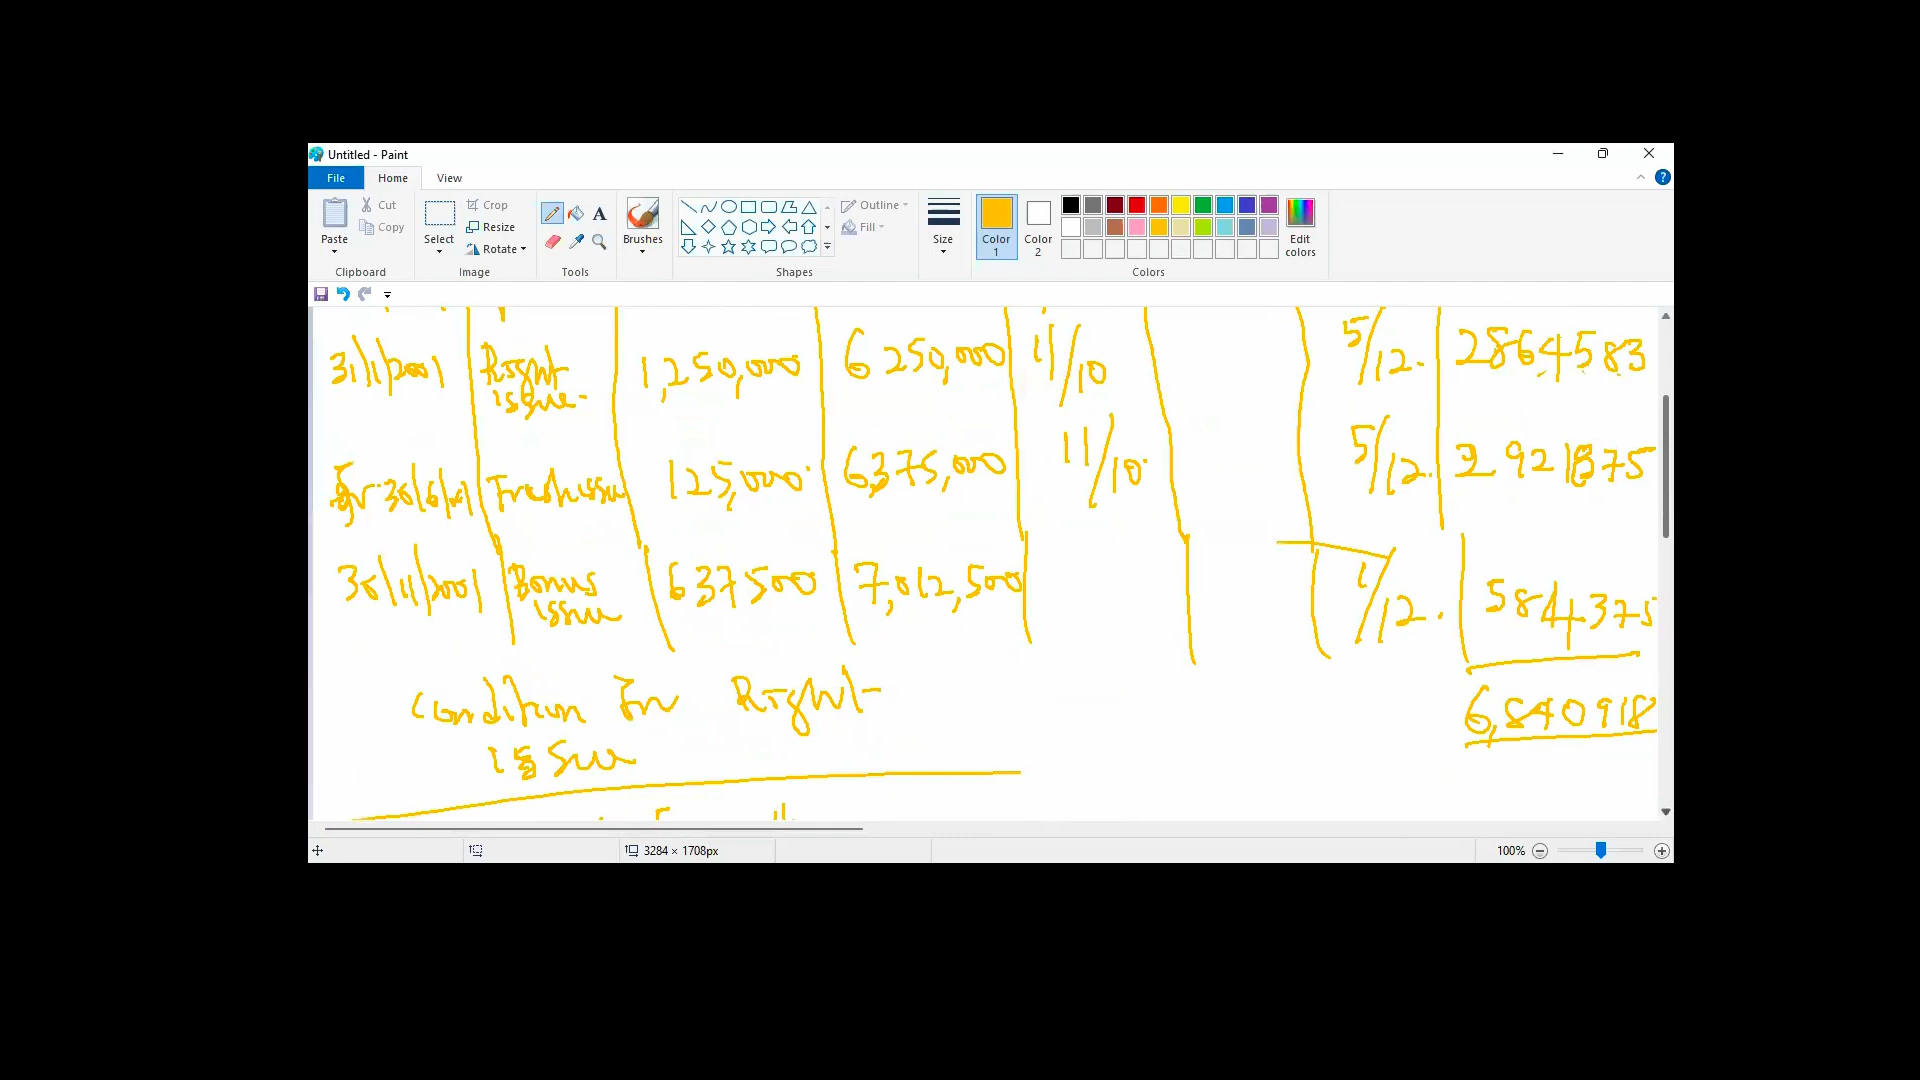 Untitled - Paint
File Home View
Paste Cut Copy Clipboard
Select Crop Resize Rotate Image
Tools
Brushes
Outline Fill Shapes
Size
Color 1 Color 2 Edit colors Colors
31/1/2001 Right issue 1,250,000 6 250,000 11/10 5/12. 2864583
30/6/ Fresh issue 125,000 6,375,000 11/10 5/12. 2 921875
30/11/2001 Bonus issue 637500 7,012,500 1/12. 584375
6,840918
Condition For Right
issue
3284 × 1708px 100%